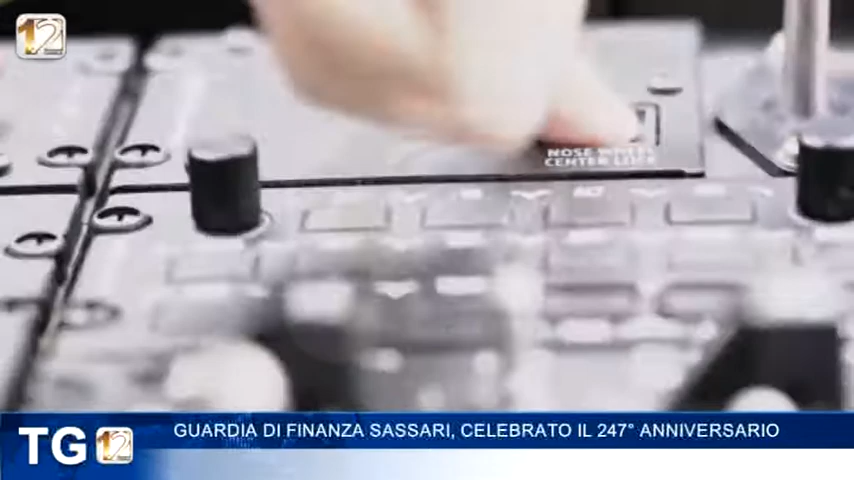 12
NOSE WHEEL
CENTER LOCK
GUARDIA DI FINANZA SASSARI, CELEBRATO IL 247° ANNIVERSARIO
TG 12